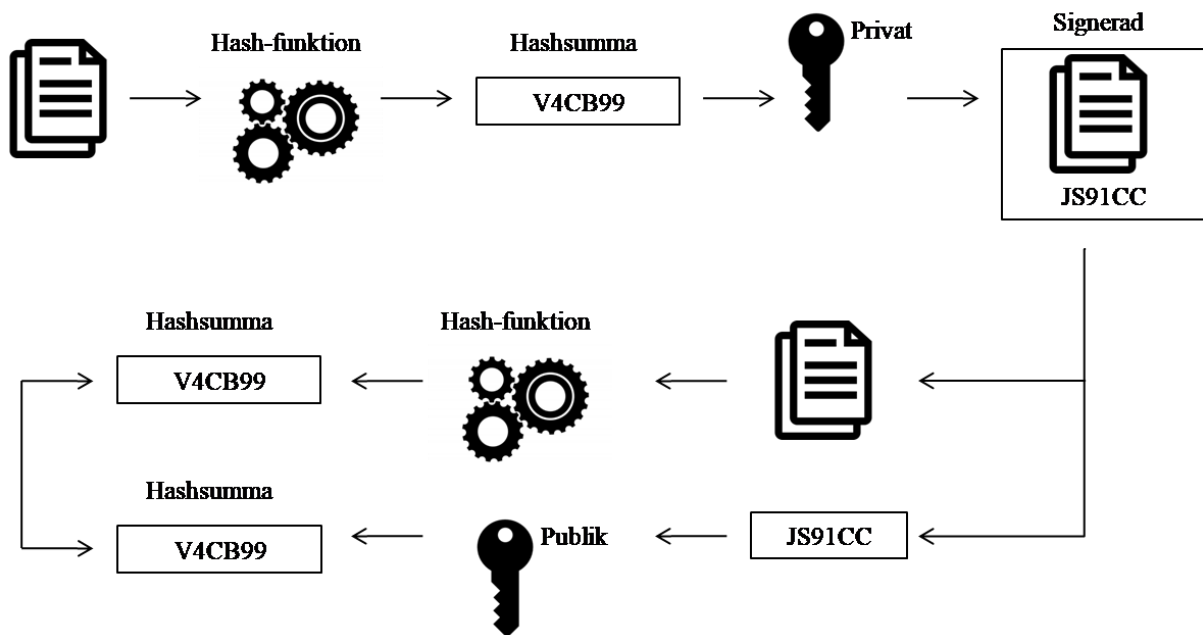 Hash-funktion
Hashsumma
V4CB99
Privat
Signerad
JS91CC
Hashsumma
V4CB99
Hash-funktion
Hashsumma
V4CB99
Publik
JS91CC